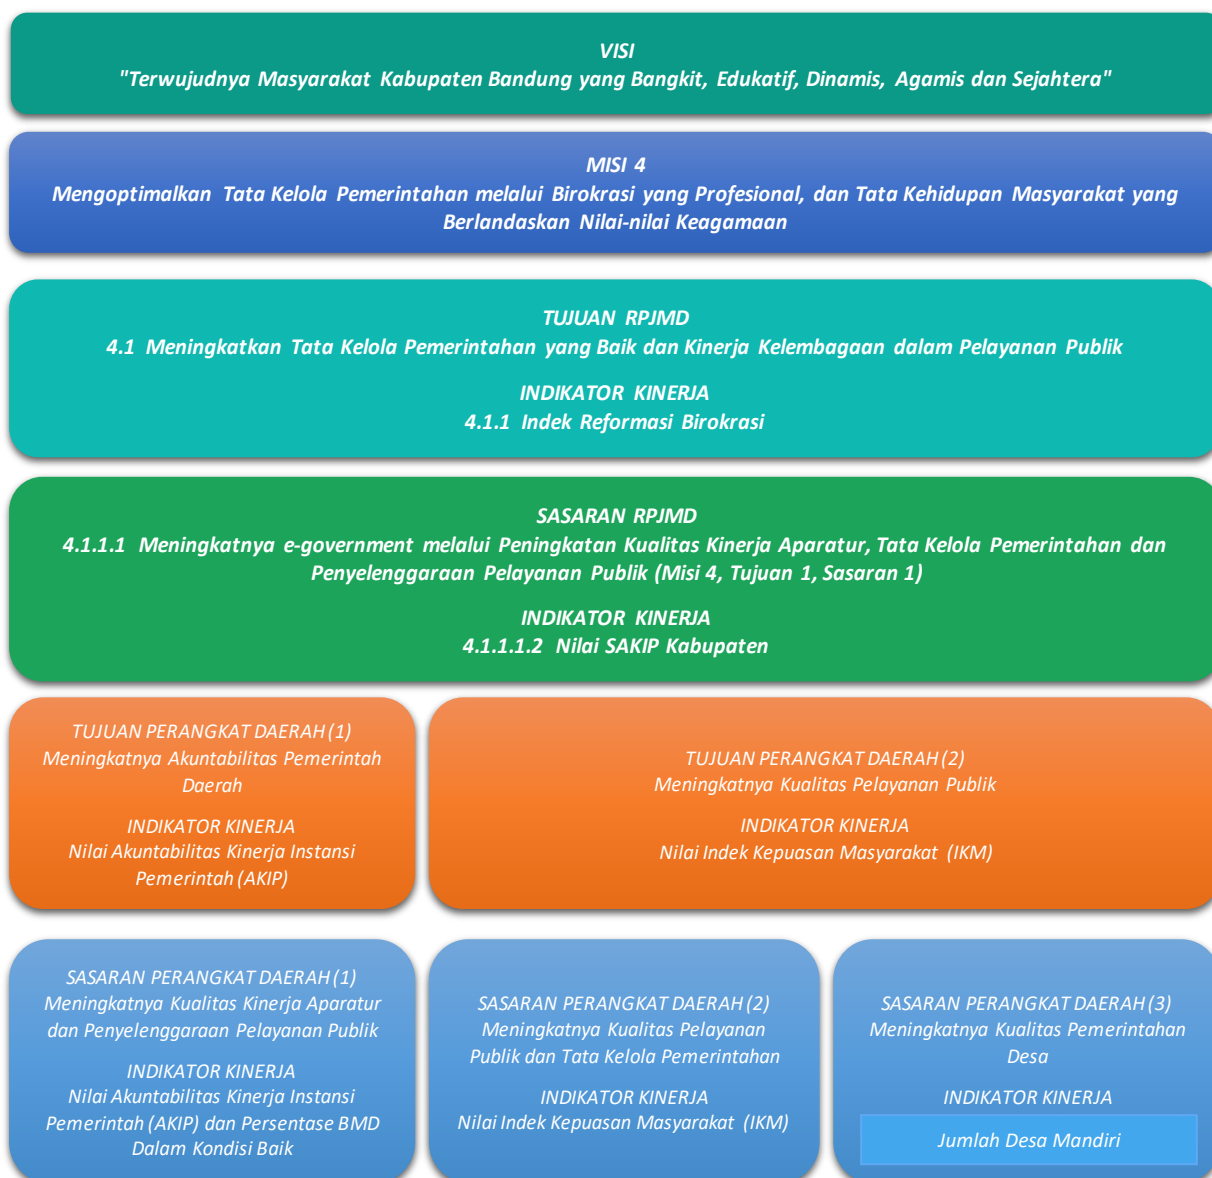 VISI
"Terwujudnya Masyarakat Kabupaten Bandung yang Bangkit, Edukatif, Dinamis, Agamis dan Sejahtera"
MISI 4
Mengoptimalkan Tata Kelola Pemerintahan melalui Birokrasi yang Profesional, dan Tata Kehidupan Masyarakat yang
Berlandaskan Nilai-nilai Keagamaan
TUJUAN RPJMD
4.1 Meningkatkan Tata Kelola Pemerintahan yang Baik dan Kinerja Kelembagaan dalam Pelayanan Publik
INDIKATOR KINERJA
4.1.1 Indek Reformasi Birokrasi
SASARAN RPJMD
4.1.1.1 Meningkatnya e-government melalui Peningkatan Kualitas Kinerja Aparatur, Tata Kelola Pemerintahan dan
Penyelenggaraan Pelayanan Publik (Misi 4, Tujuan 1, Sasaran 1)
INDIKATOR KINERJA
4.1.1.1.2 Nilai SAKIP Kabupaten
TUJUAN PERANGKAT DAERAH (1)
Meningkatnya Akuntabilitas Pemerintah
Daerah
INDIKATOR KINERJA
Nilai Akuntabilitas Kinerja Instansi
Pemerintah (AKIP)
TUJUAN PERANGKAT DAERAH (2)
Meningkatnya Kualitas Pelayanan Publik
INDIKATOR KINERJA
Nilai Indek Kepuasan Masyarakat (IKM)
SASARAN PERANGKAT DAERAH (1)
Meningkatnya Kualitas Kinerja Aparatur
dan Penyelenggaraan Pelayanan Publik
INDIKATOR KINERJA
Nilai Akuntabilitas Kinerja Instansi
Pemerintah (AKIP) dan Persentase BMD
Dalam Kondisi Baik
SASARAN PERANGKAT DAERAH (2)
Meningkatnya Kualitas Pelayanan
Publik dan Tata Kelola Pemerintahan
INDIKATOR KINERJA
Nilai Indek Kepuasan Masyarakat (IKM)
SASARAN PERANGKAT DAERAH (3)
Meningkatnya Kualitas Pemerintahan
Desa
INDIKATOR KINERJA
Jumlah Desa Mandiri